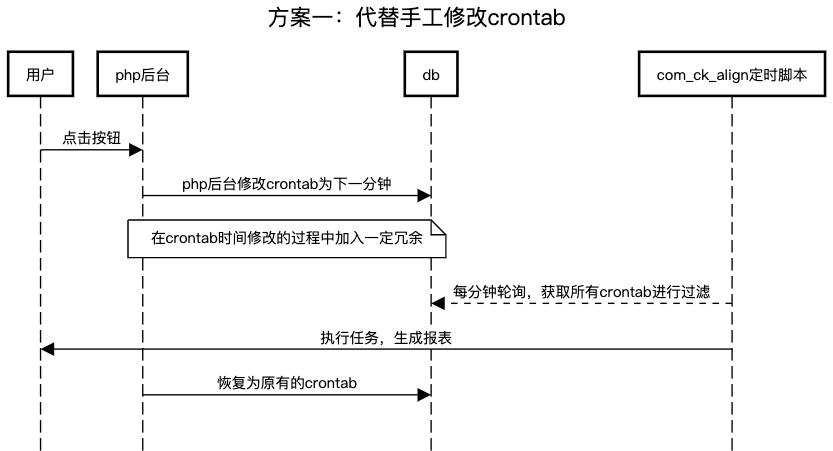 方案一：代替手工修改crontab
用户
php后台
db
com_ck_align定时脚本
点击按钮
php后台修改crontab为下一分钟
在crontab时间修改的过程中加入一定冗余
每分钟轮询，获取所有crontab进行过滤
执行任务，生成报表
恢复为原有的crontab